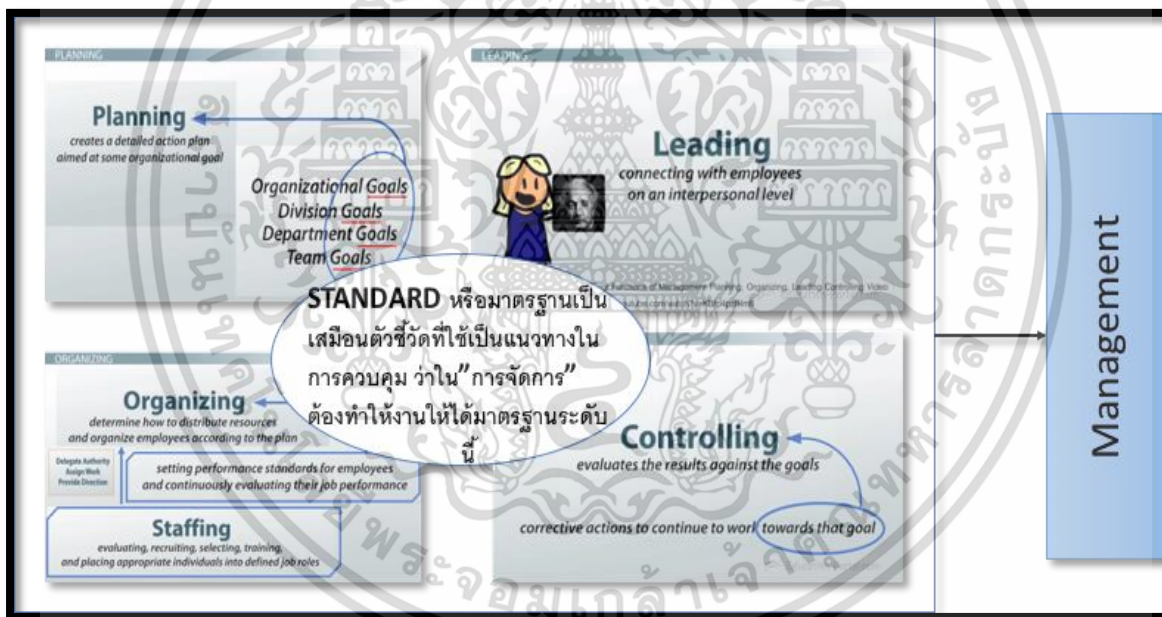 PLANNING
Planning
creates a detailed action plan
aimed at some organizational goal
Organizational Goals
Division Goals
Department Goals
Team Goals
LEADING
Leading
connecting with employees
on an interpersonal level
Functions of Management Planning, Organizing, Leading Controlling Video
STANDARD หรือมาตรฐานเป็น
เสมือนตัวชี้วัดที่ใช้เป็นแนวทางใน
การควบคุม ว่าใน”การจัดการ”
ต้องทำให้งานให้ได้มาตรฐานระดับ
นี้
ORGANIZING
Organizing
determine how to distribute resources
and organize employees according to the plan
Delegate Authority
Assign Work
Provide Direction
setting performance standards for employees
and continuously evaluating their job performance
Staffing
evaluating, recruiting, selecting, training,
and placing appropriate individuals into defined job roles
Controlling
evaluates the results against the goals
corrective actions to continue to work towards that goal
Management